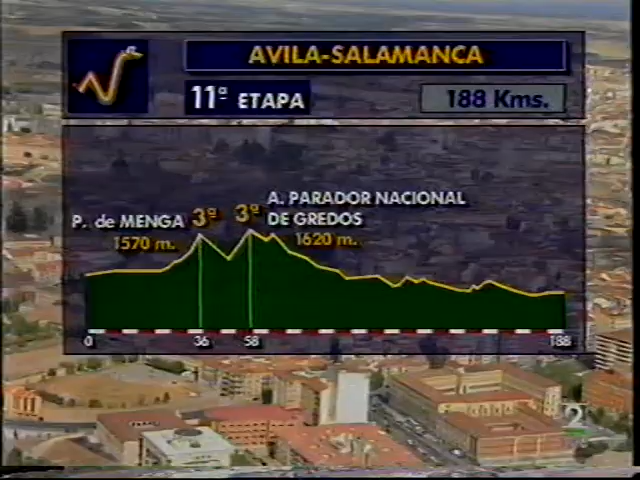 AVILA-SALAMANCA
11ª ETAPA
188 Kms.
A. PARADOR NACIONAL
P. de MENGA 3ª 3ª DE GREDOS
1570 m. 1620 m.
0 36 58 188
2